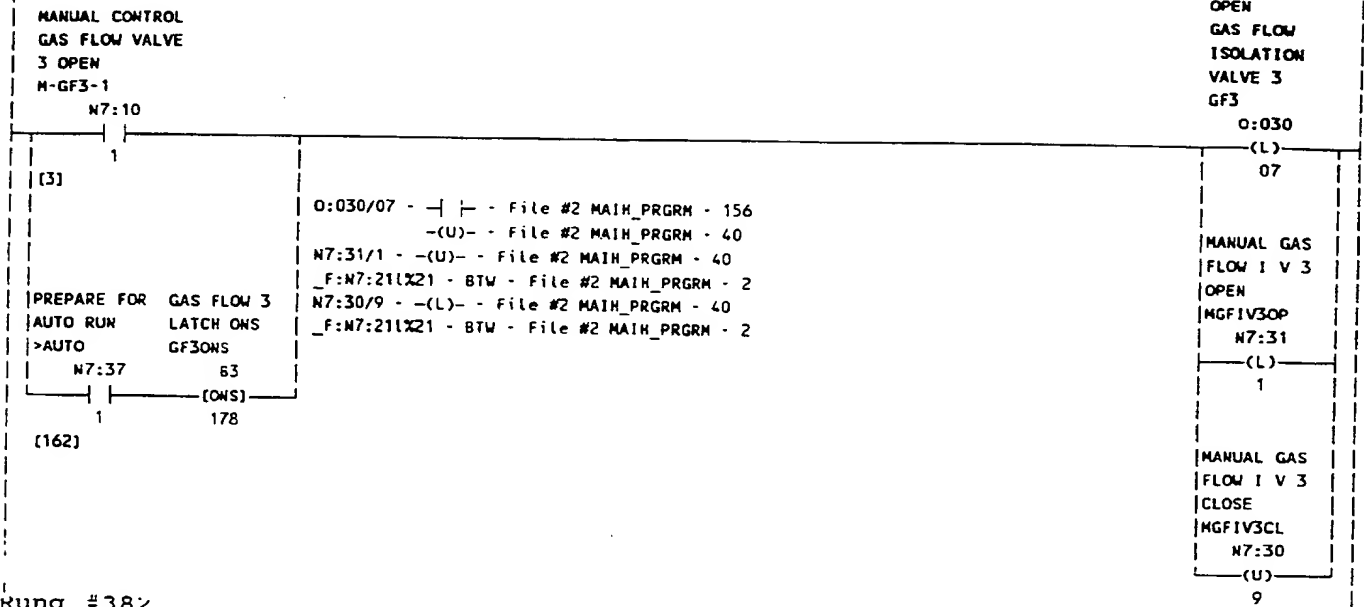 MANUAL CONTROL
GAS FLOW VALVE
3 OPEN
M-GF3-1
N7:10
1
[3]
OPEN
GAS FLOW
ISOLATION
VALVE 3
GF3
O:030
(L)
07
O:030/07 - -| |- - File #2 MAIN_PRGRM - 156
-(U)- - File #2 MAIN_PRGRM - 40
N7:31/1 - -(U)- - File #2 MAIN_PRGRM - 40
_F:N7:21[%21 - BTW - File #2 MAIN_PRGRM - 2
N7:30/9 - -(L)- - File #2 MAIN_PRGRM - 40
_F:N7:21[%21 - BTW - File #2 MAIN_PRGRM - 2
PREPARE FOR
AUTO RUN
>AUTO
N7:37
1
[162]
GAS FLOW 3
LATCH ONS
GF3ONS
B3
[ONS]
178
MANUAL GAS
FLOW I V 3
OPEN
MGFIV3OP
N7:31
(L)
1
MANUAL GAS
FLOW I V 3
CLOSE
MGFIV3CL
N7:30
(U)
9
Rung #38>